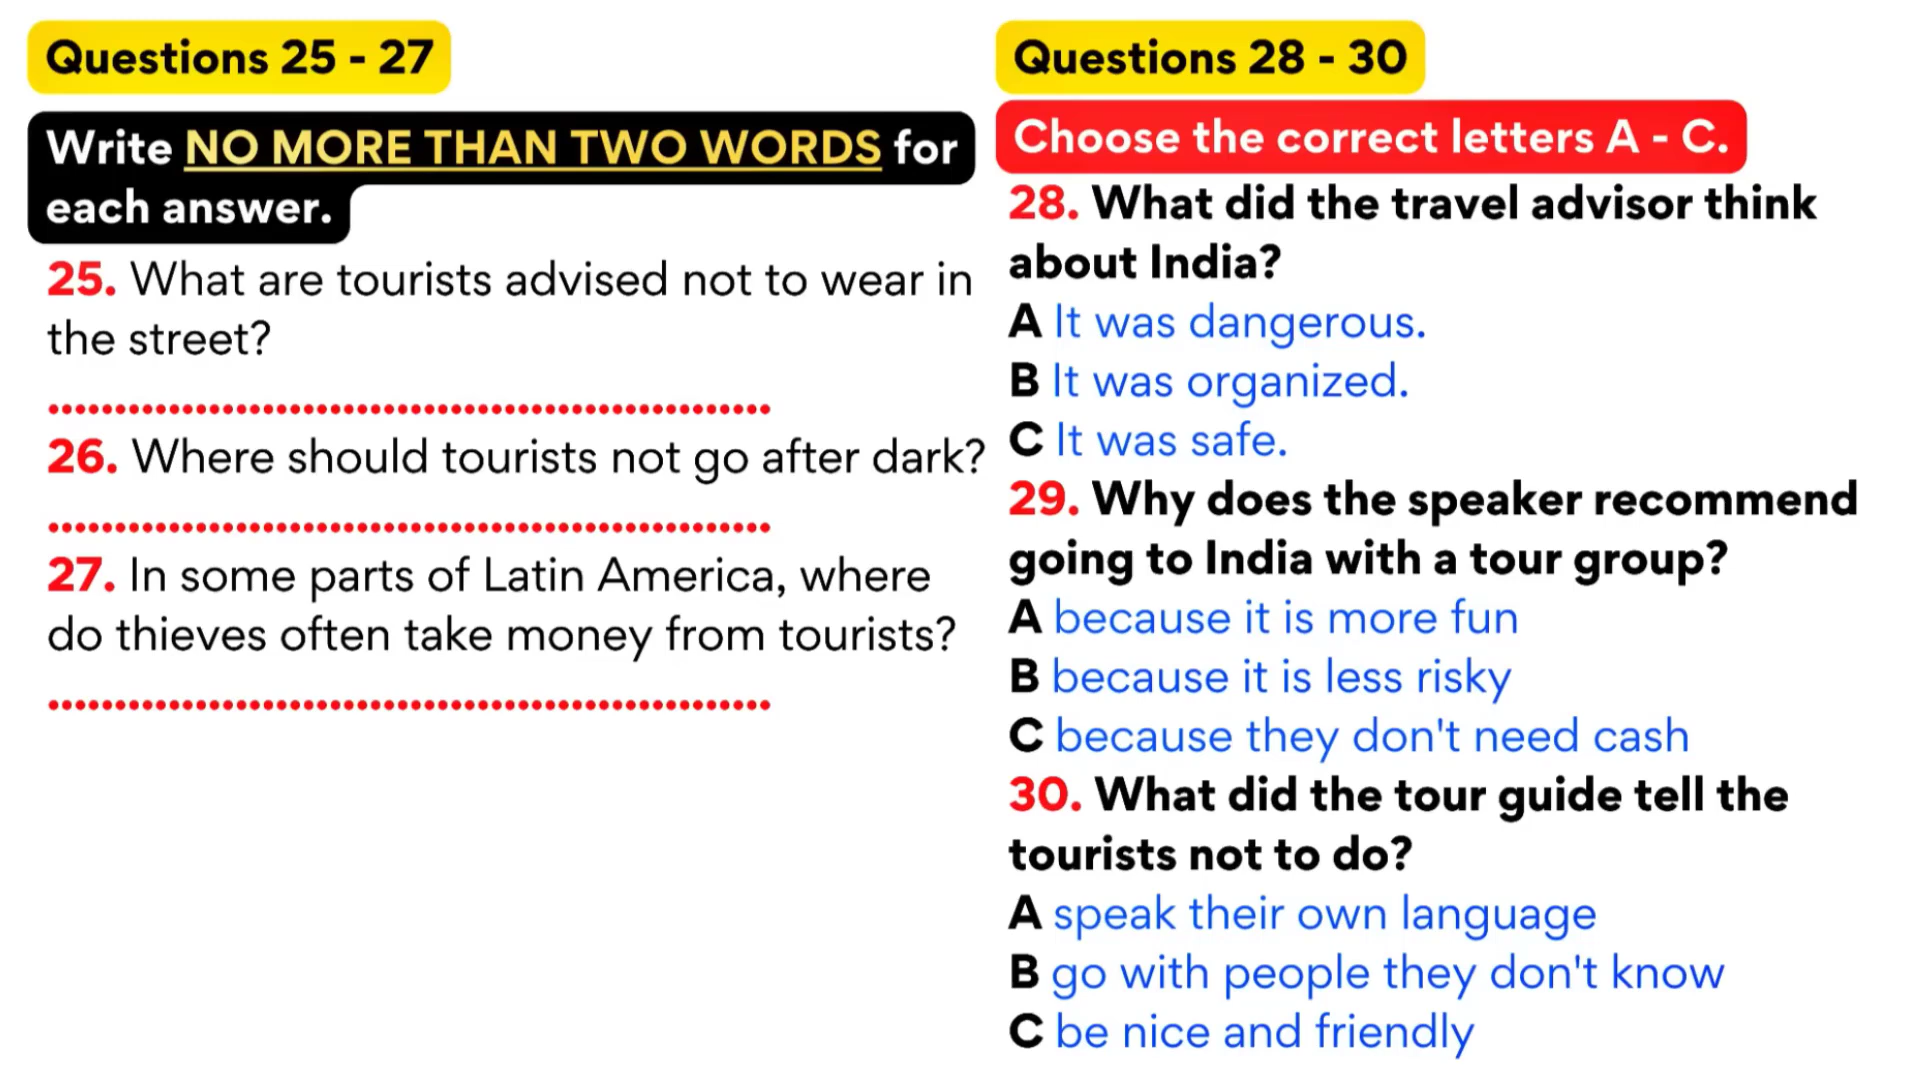 Questions 25 - 27
Write NO MORE THAN TWO WORDS for
each answer.
25. What are tourists advised not to wear in
the street?
26. Where should tourists not go after dark?
27. In some parts of Latin America, where
do thieves often take money from tourists?
Questions 28 - 30
Choose the correct letters A - C.
28. What did the travel advisor think
about India?
A It was dangerous.
B It was organized.
C It was safe.
29. Why does the speaker recommend
going to India with a tour group?
A because it is more fun
B because it is less risky
C because they don't need cash
30. What did the tour guide tell the
tourists not to do?
A speak their own language
B go with people they don't know
C be nice and friendly